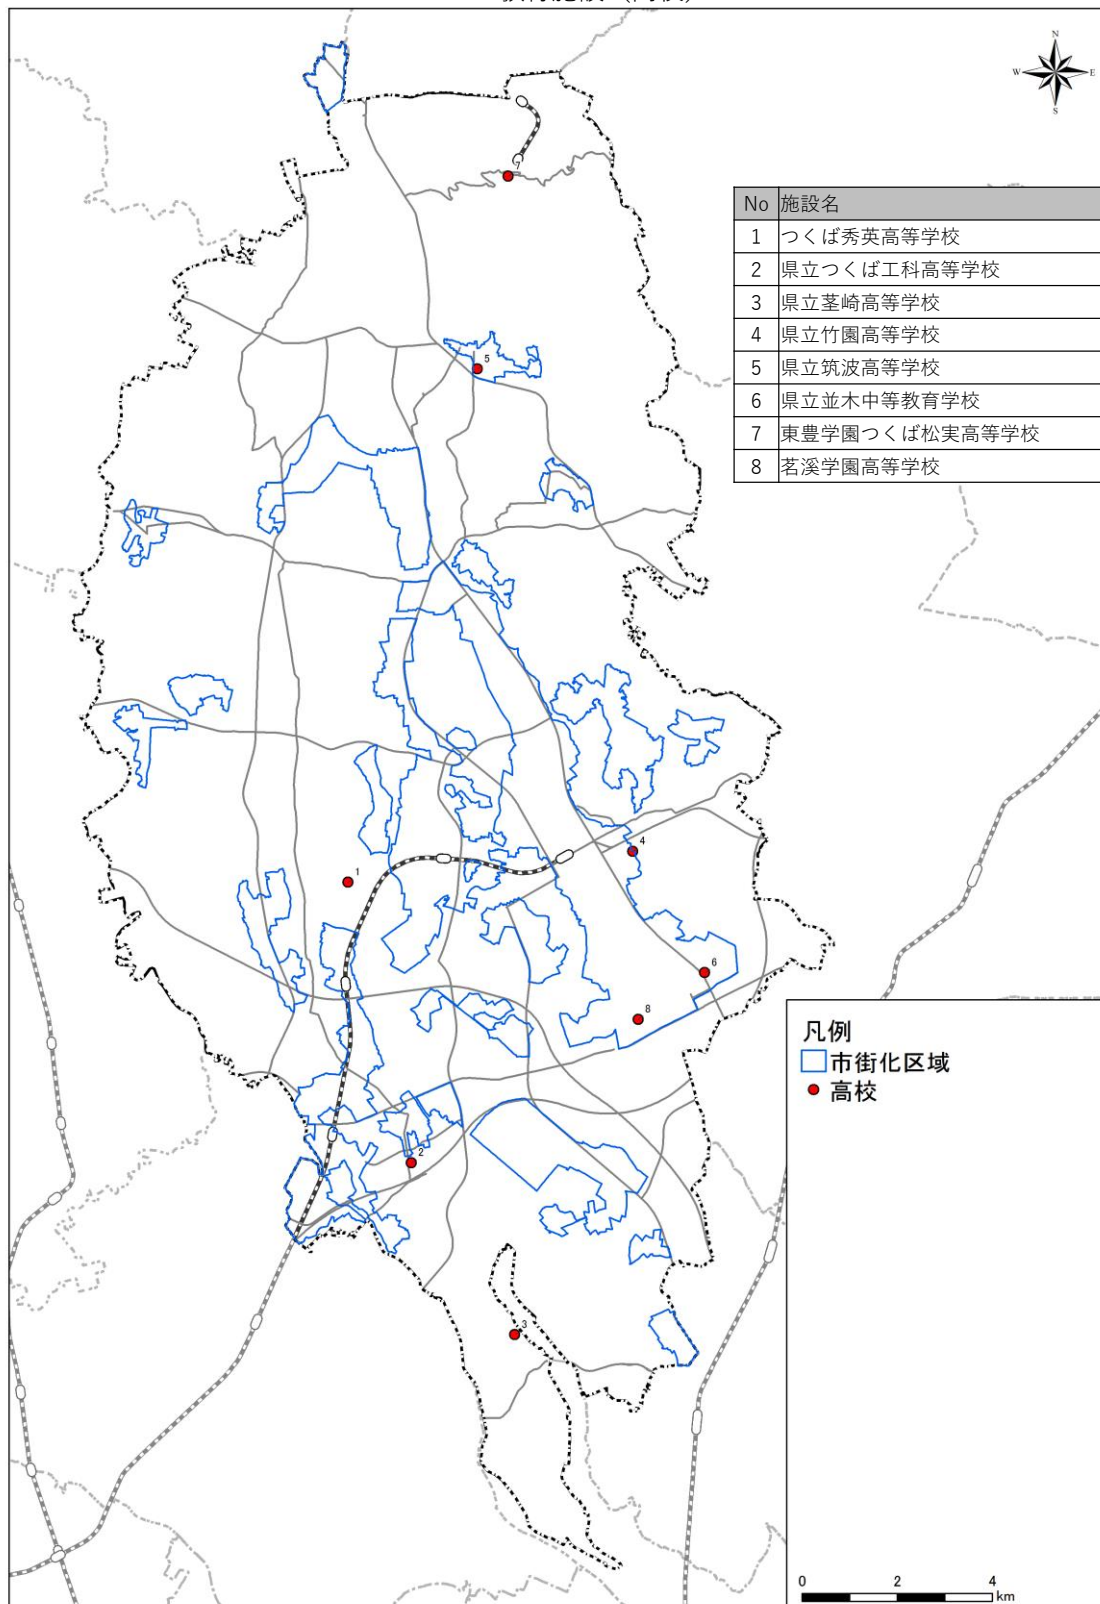 N
W E
S
No 施設名
1 つくば秀英高等学校
2 県立つくば工科高等学校
3 県立茎崎高等学校
4 県立竹園高等学校
5 県立筑波高等学校
6 県立並木中等教育学校
7 東豊学園つくば松実高等学校
8 茗溪学園高等学校
7
5
4
1
6
8
2
3
凡例
市街化区域
高校
0 2 4
km